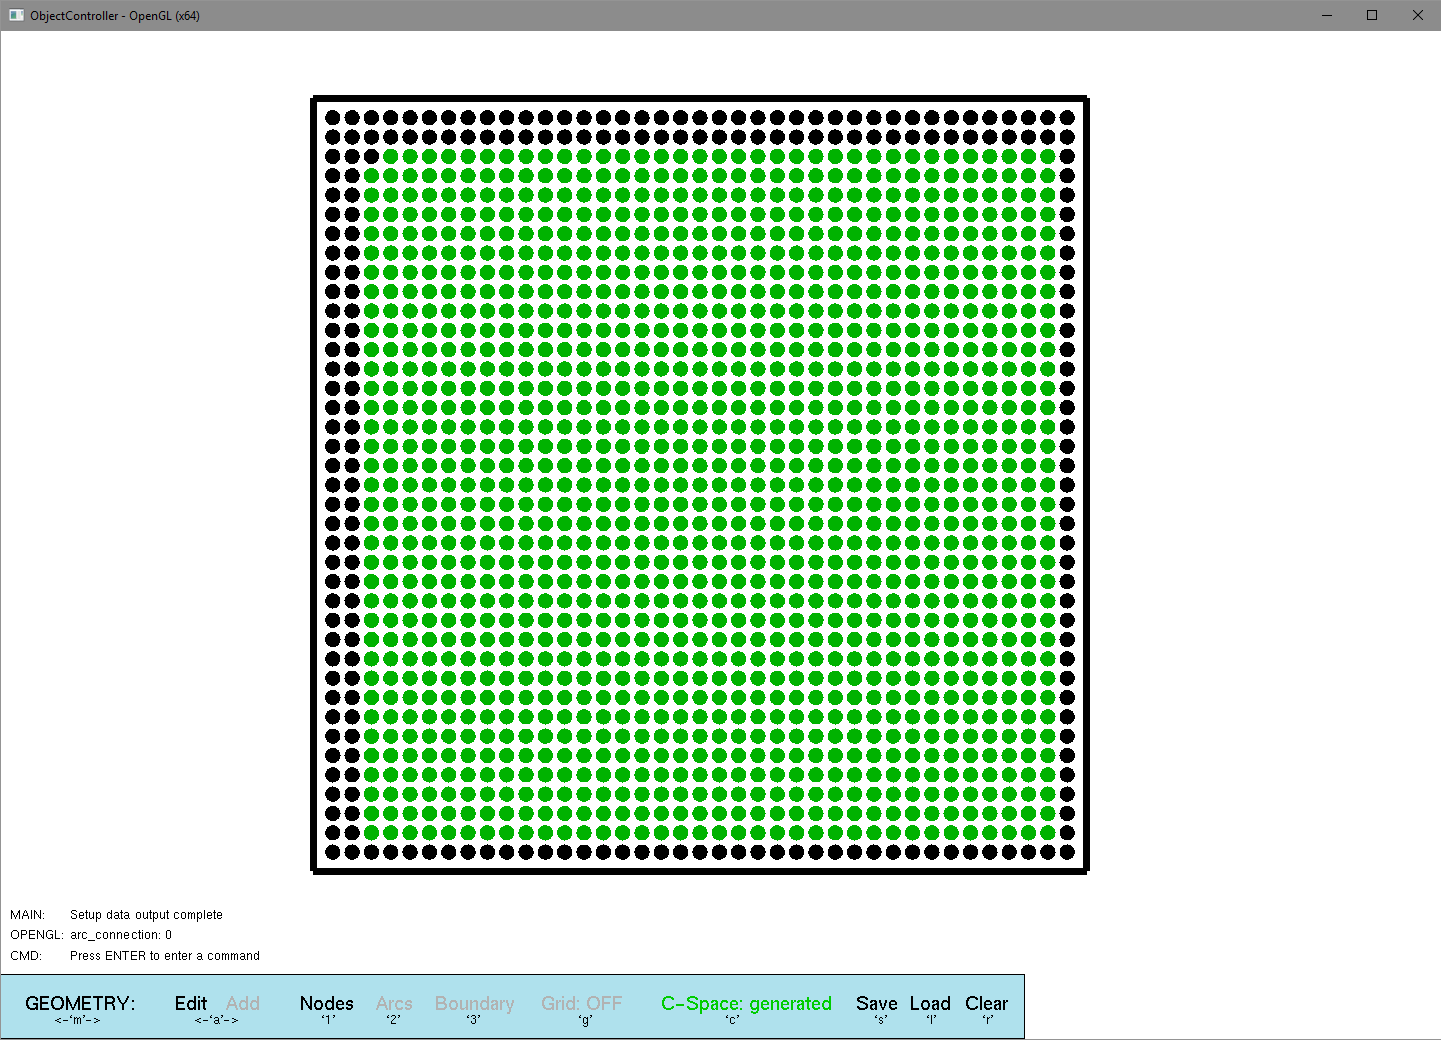 ObjectController - OpenGL (x64)
MAIN: Setup data output complete
OPENGL: arc_connection: 0
CMD: Press ENTER to enter a command
GEOMETRY: Edit Add Nodes Arcs Boundary Grid: OFF C-Space: generated Save Load Clear
<-'m'-> <-'a'-> '1' '2' '3' 'g' 'c' 's' 'l' 'r'